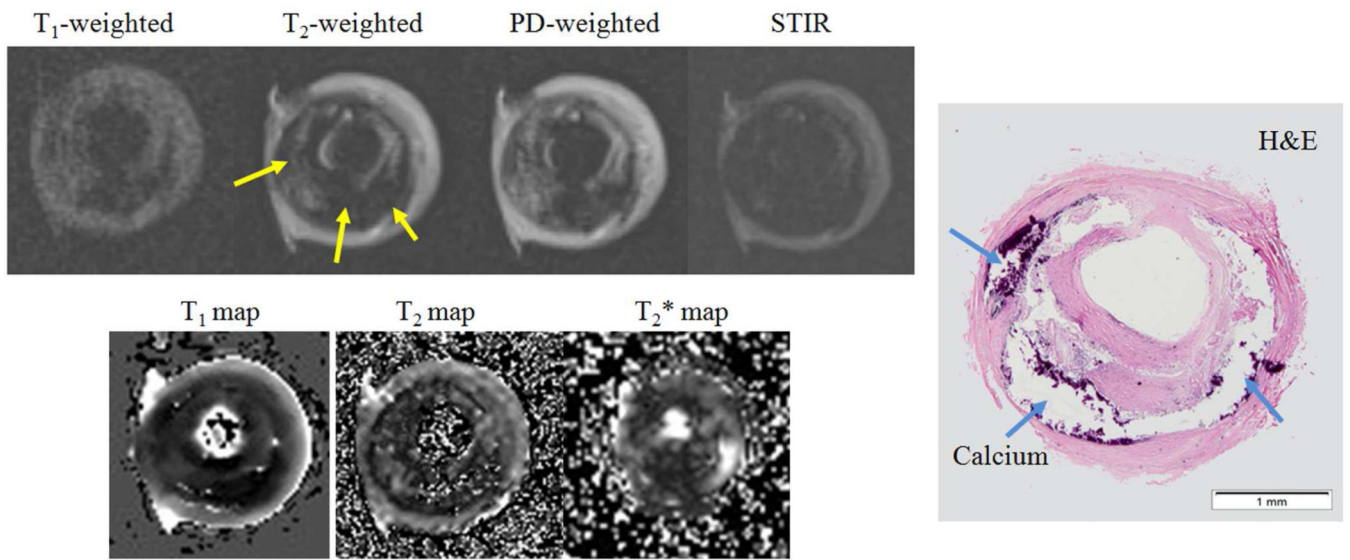 T₁-weighted
T₂-weighted
PD-weighted
STIR
H&E
Calcium
1 mm
T₁ map
T₂ map
T₂* map